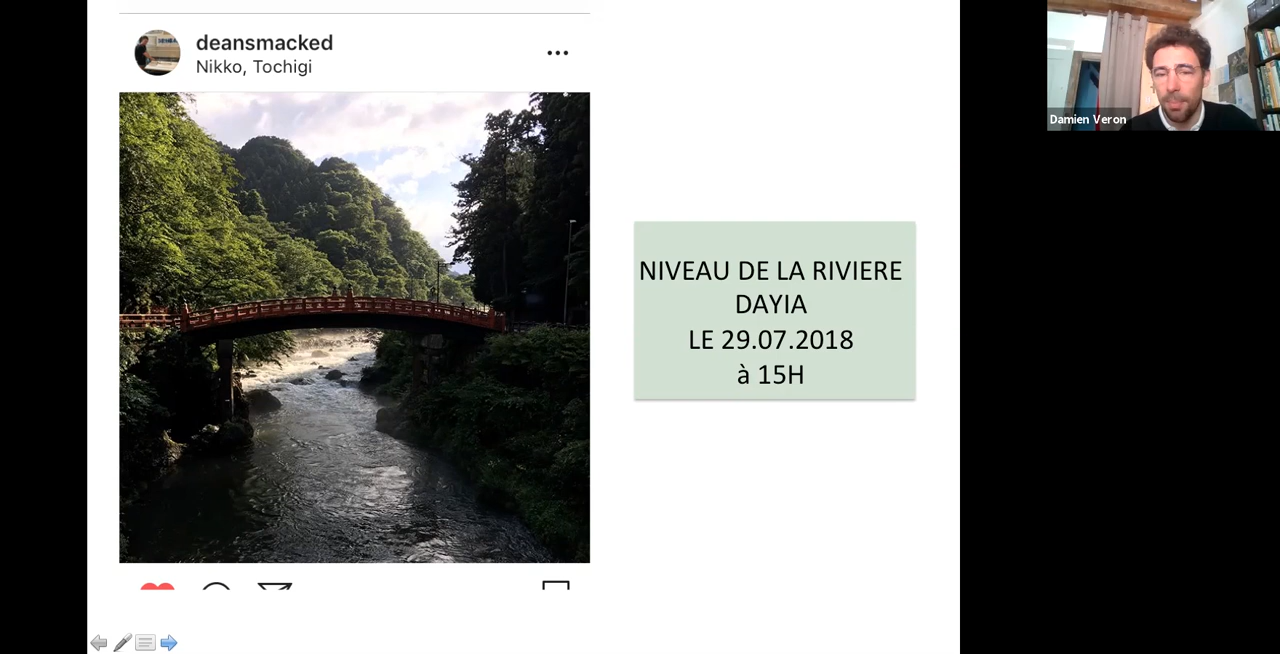 deansmacked
Nikko, Tochigi
NIVEAU DE LA RIVIERE
DAYIA
LE 29.07.2018
à 15H
Damien Veron